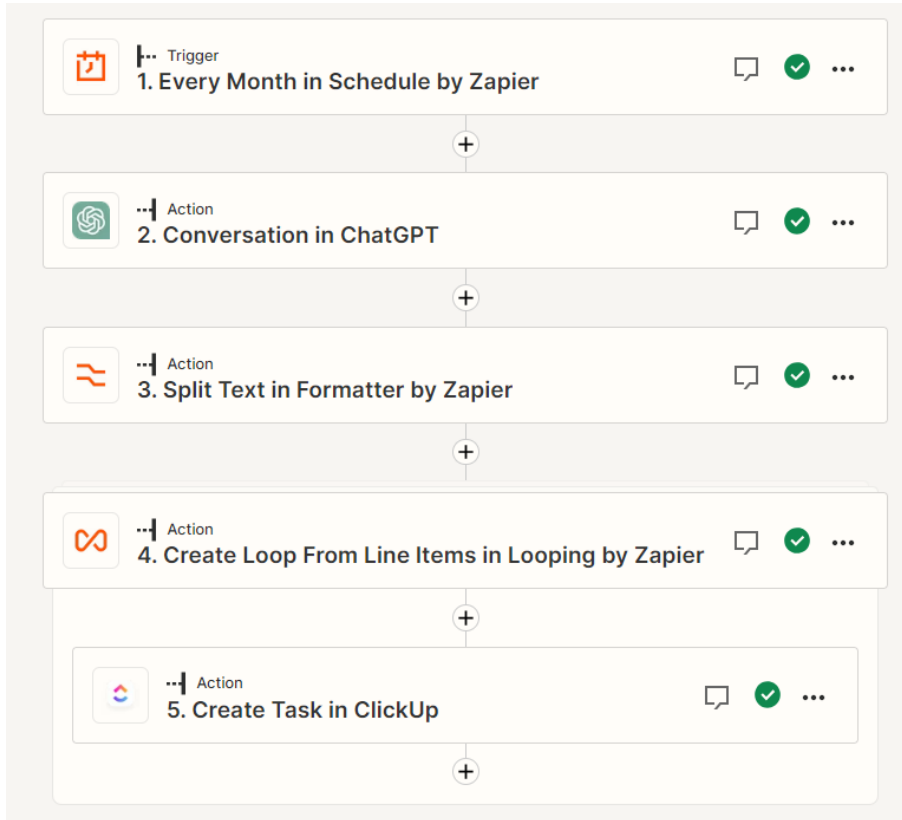 Trigger
1. Every Month in Schedule by Zapier
Action
2. Conversation in ChatGPT
Action
3. Split Text in Formatter by Zapier
Action
4. Create Loop From Line Items in Looping by Zapier
Action
5. Create Task in ClickUp